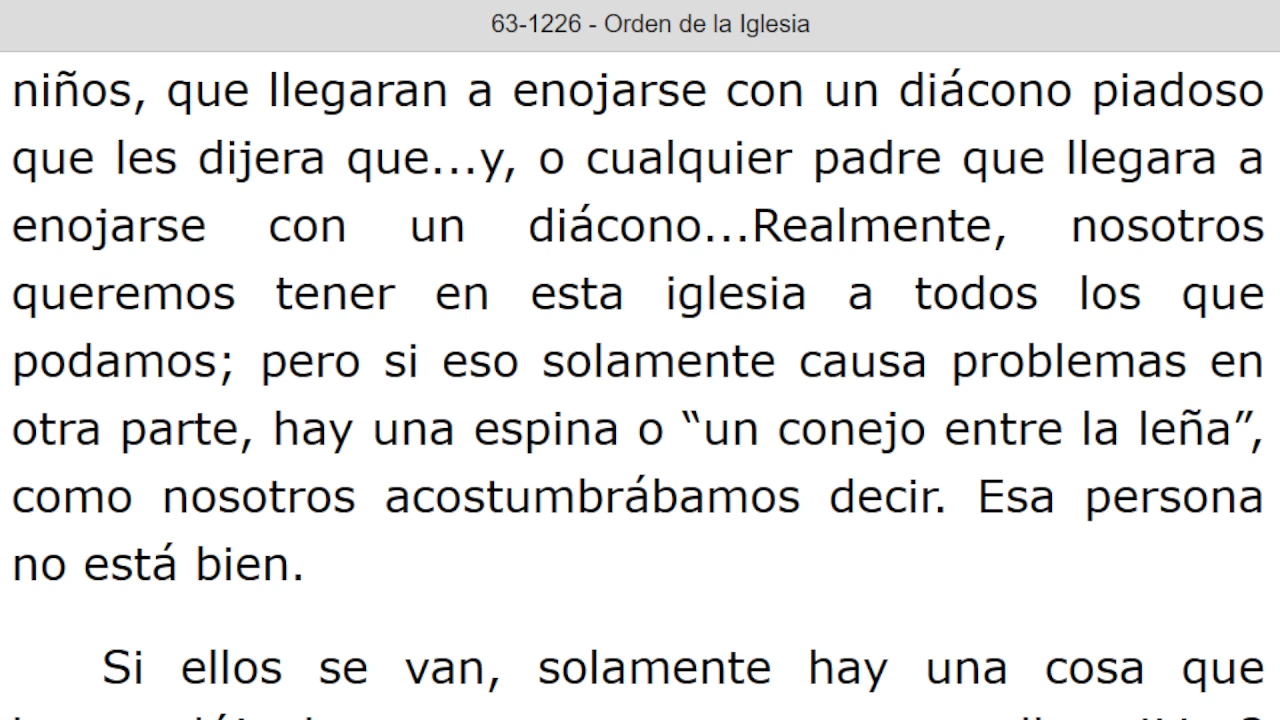 63-1226 - Orden de la Iglesia
niños, que llegaran a enojarse con un diácono piadoso
que les dijera que...y, o cualquier padre que llegara a
enojarse con un diácono...Realmente, nosotros
queremos tener en esta iglesia a todos los que
podamos; pero si eso solamente causa problemas en
otra parte, hay una espina o “un conejo entre la leña”,
como nosotros acostumbrábamos decir. Esa persona
no está bien.
Si ellos se van, solamente hay una cosa que